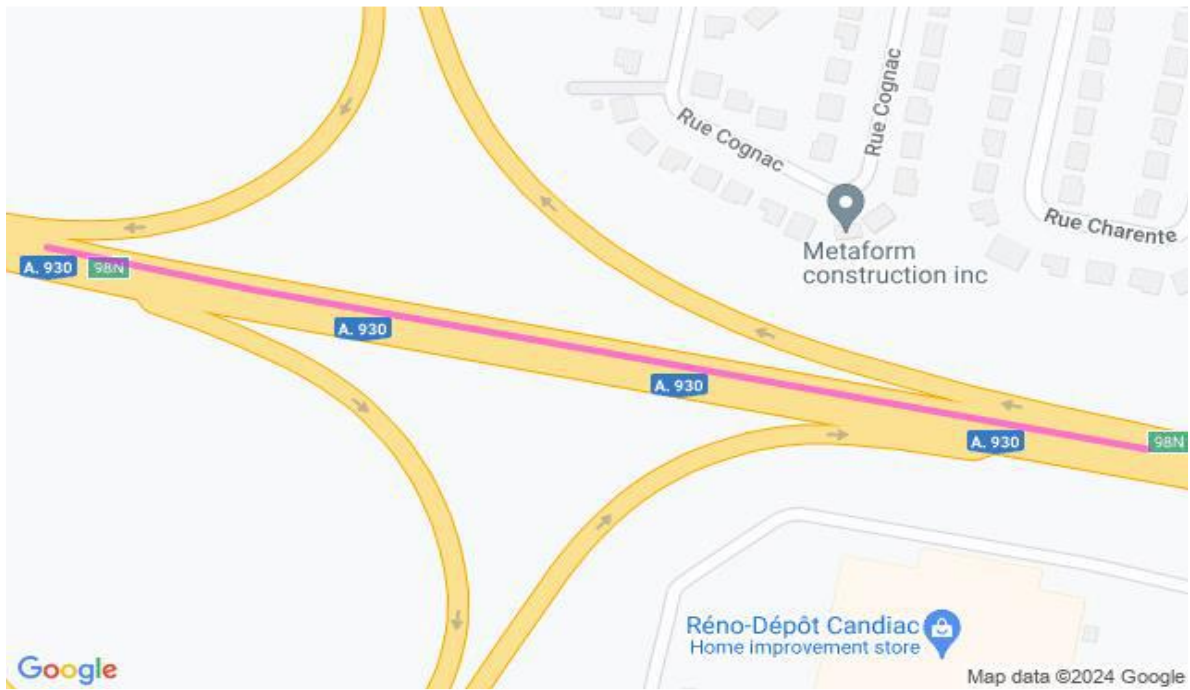 Rue Cognac
Rue Cognac
Rue Charente
Metaform
construction inc
A. 930
98N
A. 930
A. 930
A. 930
98N
Réno-Dépôt Candiac
Home improvement store
Google
Map data ©2024 Google